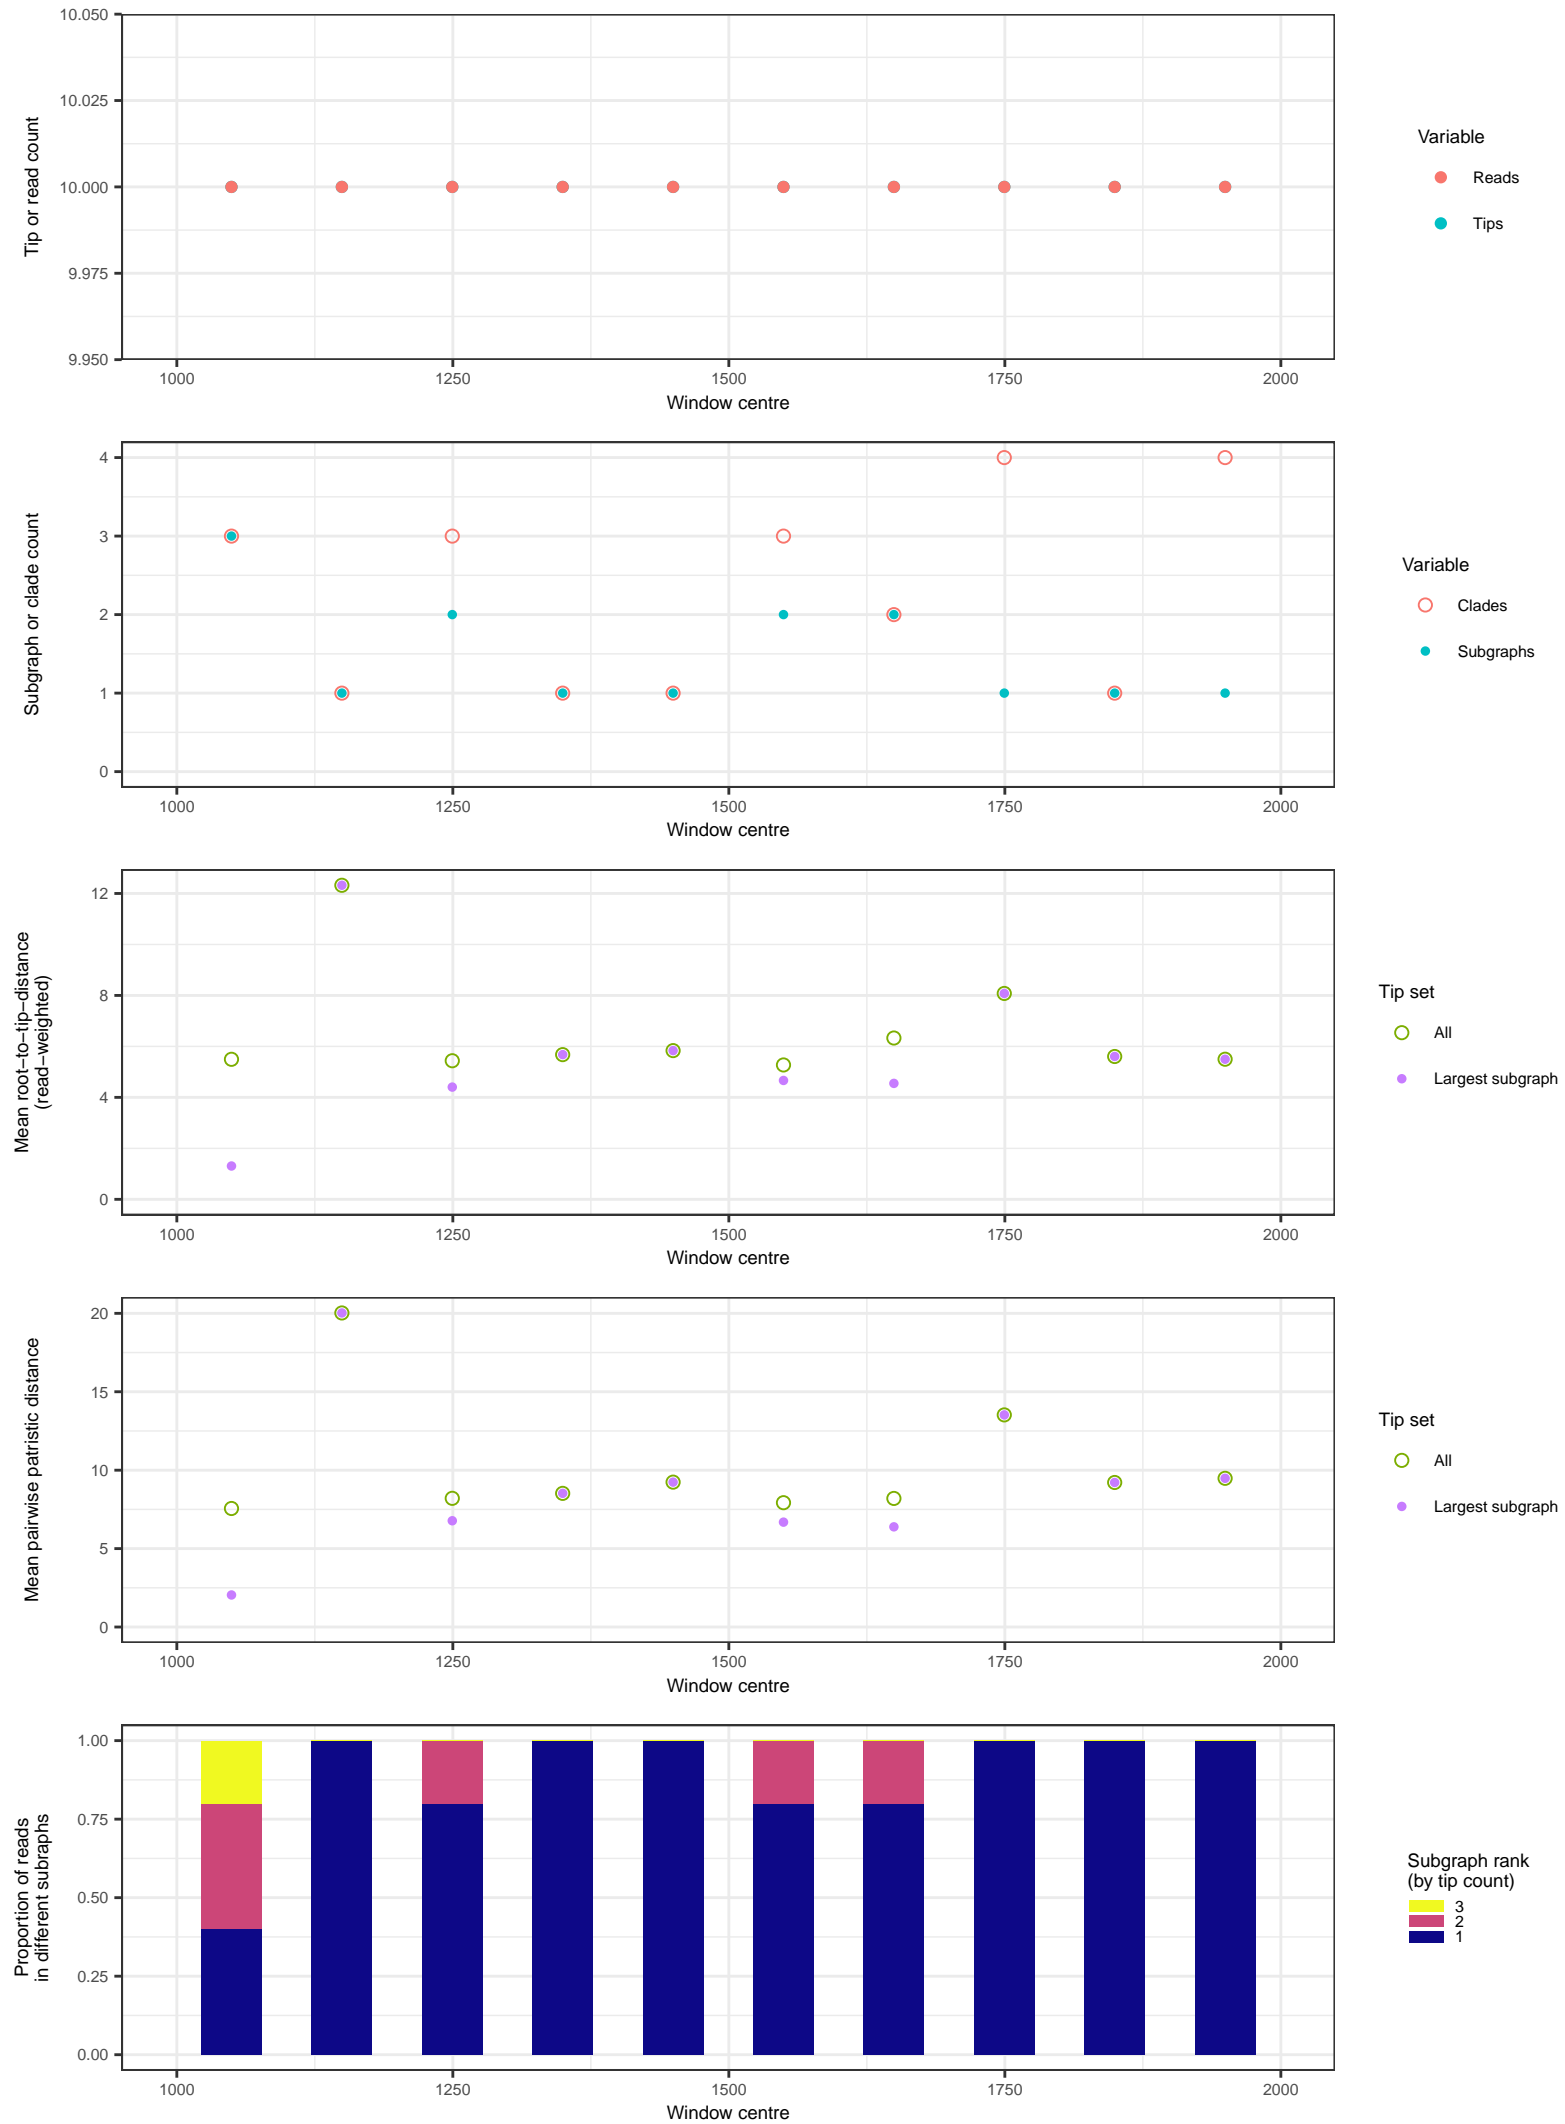 10.050
10.025
10.000
9.975
9.950
Tip or read count
1000 1250 1500 1750 2000
Window centre
Variable
Reads
Tips
4
3
2
1
0
Subgraph or clade count
1000 1250 1500 1750 2000
Window centre
Variable
Clades
Subgraphs
12
8
4
0
Mean root−to−tip−distance
(read−weighted)
1000 1250 1500 1750 2000
Window centre
Tip set
All
Largest subgraph
20
15
10
5
0
Mean pairwise patristic distance
1000 1250 1500 1750 2000
Window centre
Tip set
All
Largest subgraph
1.00
0.75
0.50
0.25
0.00
Proportion of reads
in different subraphs
1000 1250 1500 1750 2000
Window centre
Subgraph rank
(by tip count)
3
2
1